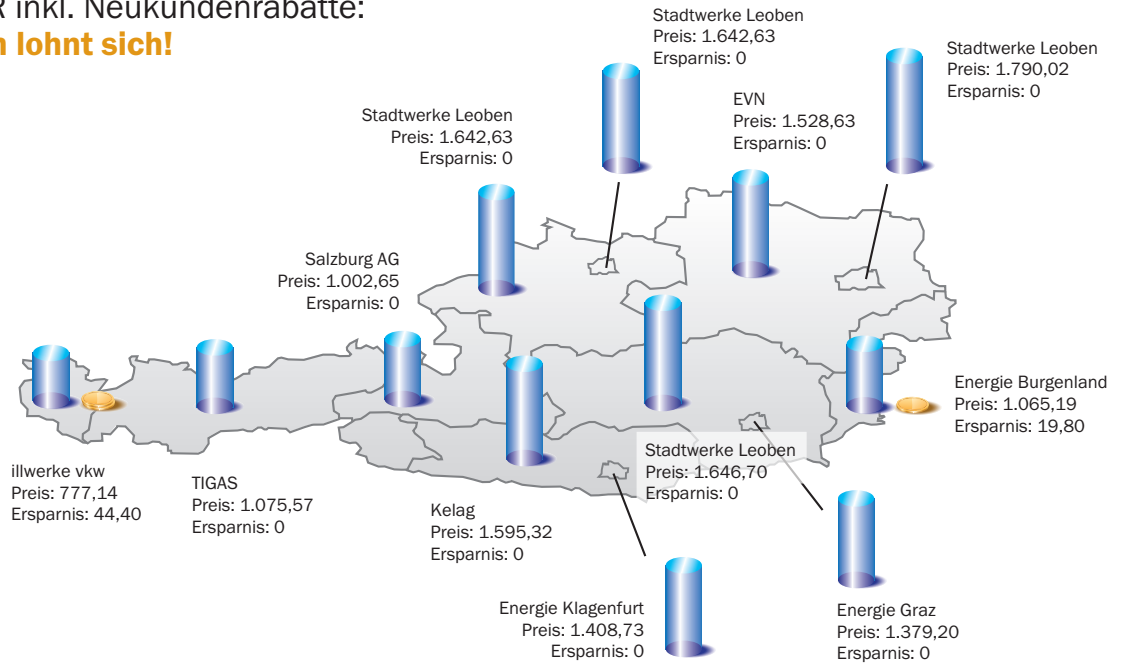 R inkl. Neukundenrabatte:
n lohnt sich!
Stadtwerke Leoben
Preis: 1.642,63
Ersparnis: 0
Stadtwerke Leoben
Preis: 1.790,02
Ersparnis: 0
EVN
Preis: 1.528,63
Ersparnis: 0
Stadtwerke Leoben
Preis: 1.642,63
Ersparnis: 0
Salzburg AG
Preis: 1.002,65
Ersparnis: 0
Energie Burgenland
Preis: 1.065,19
Ersparnis: 19,80
Stadtwerke Leoben
Preis: 1.646,70
Ersparnis: 0
illwerke vkw
Preis: 777,14
Ersparnis: 44,40
TIGAS
Preis: 1.075,57
Ersparnis: 0
Kelag
Preis: 1.595,32
Ersparnis: 0
Energie Klagenfurt
Preis: 1.408,73
Ersparnis: 0
Energie Graz
Preis: 1.379,20
Ersparnis: 0